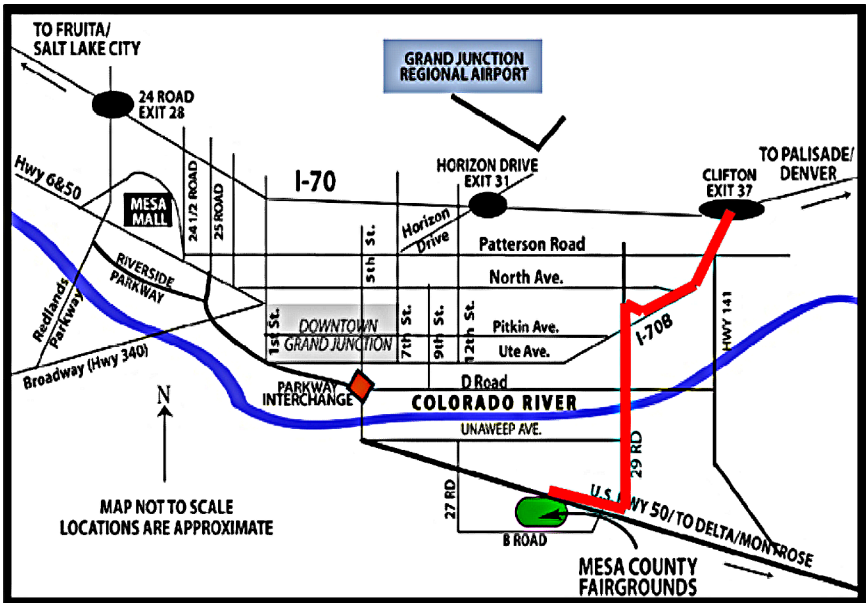 TO FRUITA/
SALT LAKE CITY
GRAND JUNCTION
REGIONAL AIRPORT
24 ROAD
EXIT 28
HORIZON DRIVE
EXIT 31
CLIFTON
EXIT 37
TO PALISADE/
DENVER
Hwy 6&50
MESA
MALL
24 1/2 ROAD
25 ROAD
I-70
5th St.
Horizon
Drive
Patterson Road
North Ave.
RIVERSIDE
PARKWAY
Redlands
Parkway
DOWNTOWN
GRAND JUNCTION
1st St.
7th St.
9th St.
12th St.
Pitkin Ave.
Ute Ave.
I-70B
HWY 141
Broadway (Hwy 340)
PARKWAY
INTERCHANGE
D Road
COLORADO RIVER
N
UNAWEEP AVE.
29 RD
27 RD
U.S. HWY 50/ TO DELTA/MONTROSE
B ROAD
MAP NOT TO SCALE
LOCATIONS ARE APPROXIMATE
MESA COUNTY
FAIRGROUNDS